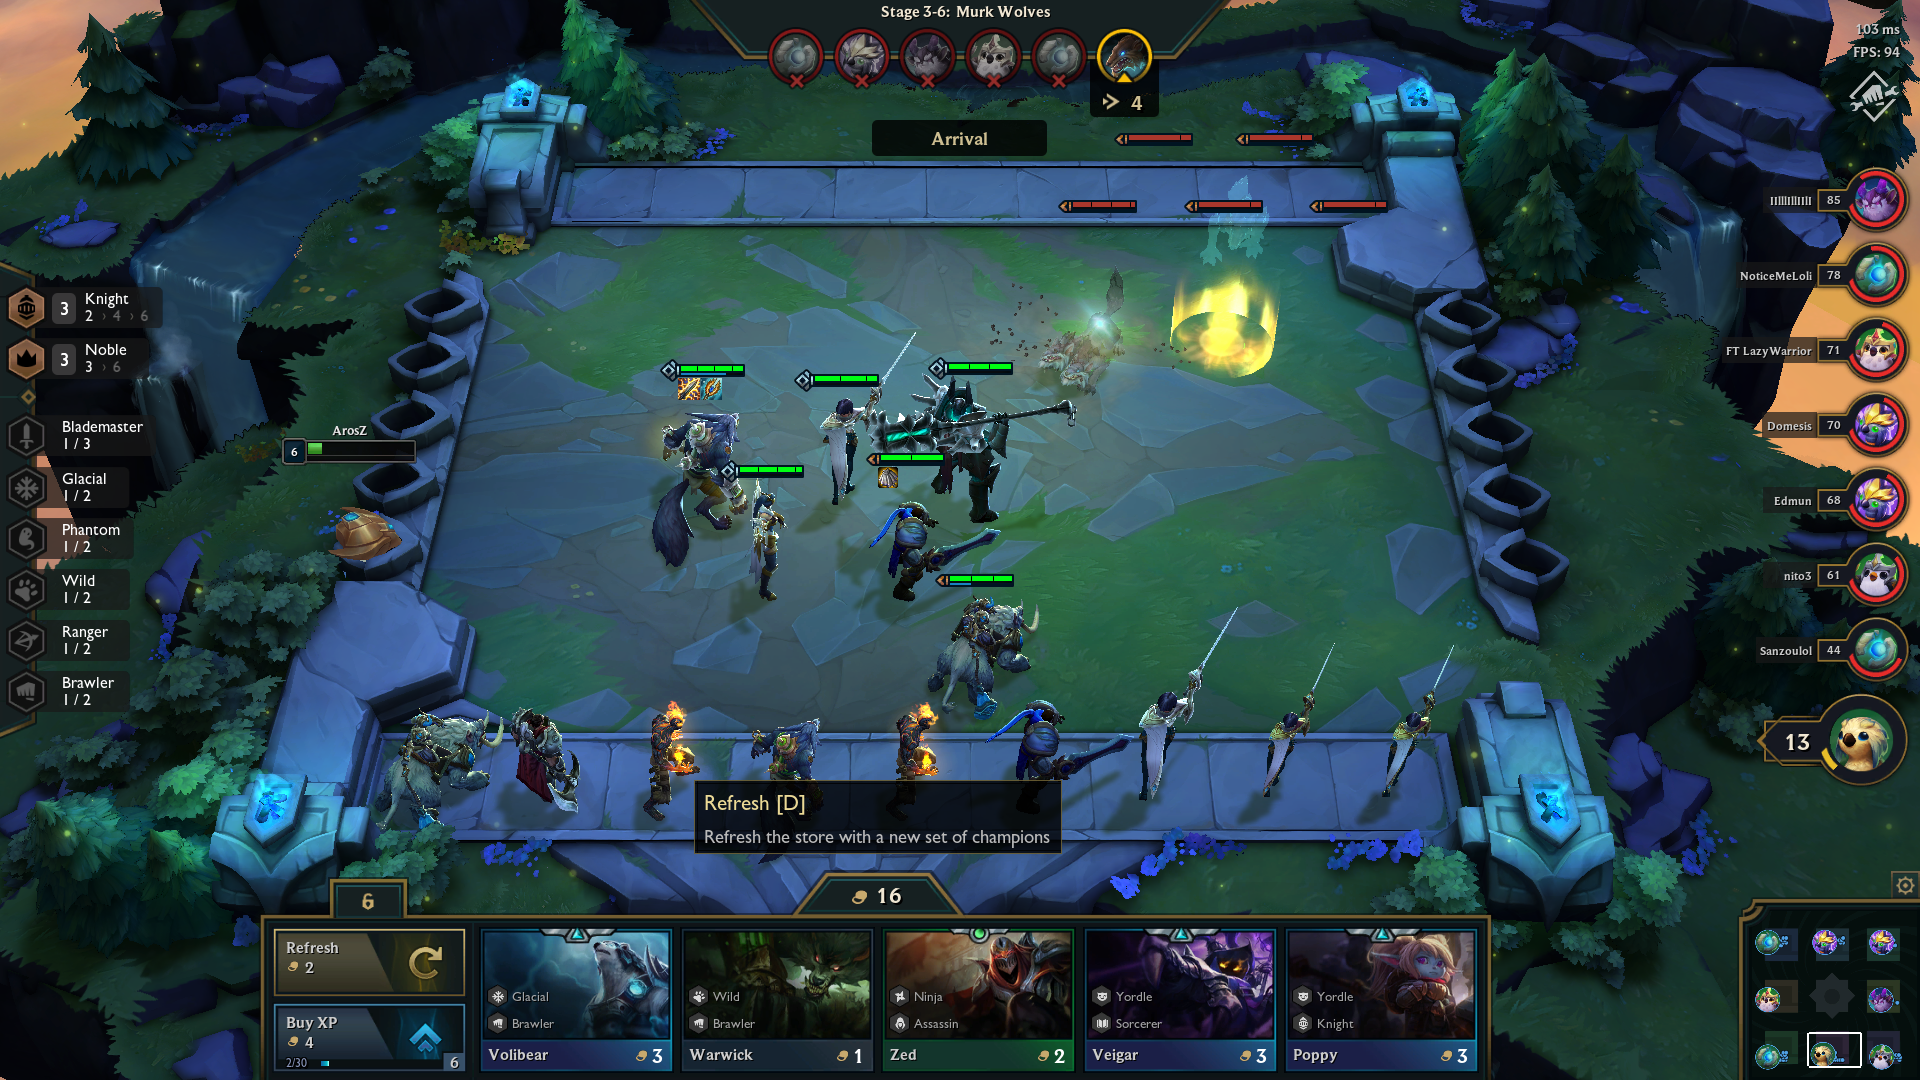 Stage 3-6: Murk Wolves
103 ms
FPS: 94
4
Arrival
IIIIIIIIIIII 85
NoticeMeLoli 78
FT LazyWarrior 71
Domesis 70
Edmun 68
nito3 61
Sanzoulol 44
13
3 Knight
2 › 4 › 6
3 Noble
3 › 6
Blademaster
1 / 3
Glacial
1 / 2
Phantom
1 / 2
Wild
1 / 2
Ranger
1 / 2
Brawler
1 / 2
ArosZ
6
Refresh [D]
Refresh the store with a new set of champions
6
16
Refresh
2
Buy XP
4
2/30
6
Glacial
Brawler
Volibear 3
Wild
Brawler
Warwick 1
Ninja
Assassin
Zed 2
Yordle
Sorcerer
Veigar 3
Yordle
Knight
Poppy 3